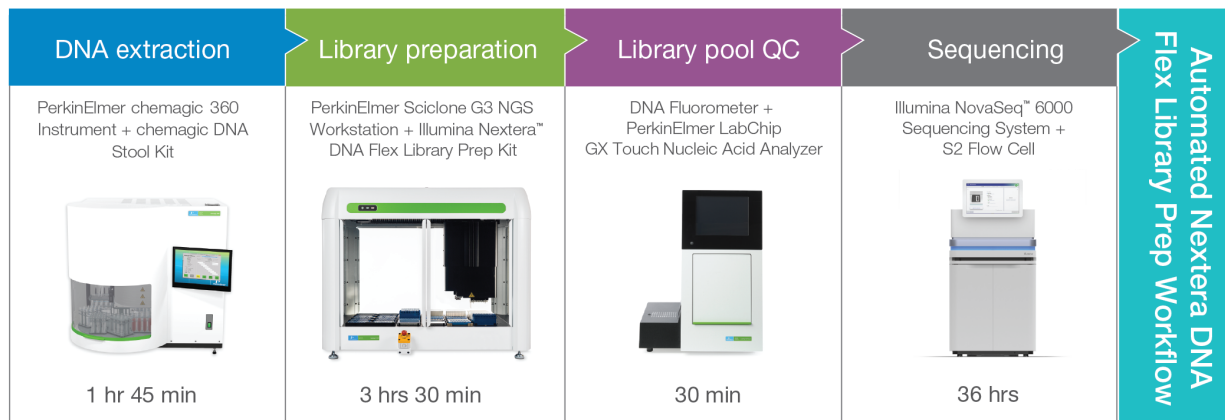 DNA extraction
PerkinElmer chemagic 360
Instrument + chemagic DNA
Stool Kit
1 hr 45 min
Library preparation
PerkinElmer Sciclone G3 NGS
Workstation + Illumina Nextera™
DNA Flex Library Prep Kit
3 hrs 30 min
Library pool QC
DNA Fluorometer +
PerkinElmer LabChip
GX Touch Nucleic Acid Analyzer
30 min
Sequencing
Illumina NovaSeq™ 6000
Sequencing System +
S2 Flow Cell
36 hrs
Automated Nextera DNA
Flex Library Prep Workflow